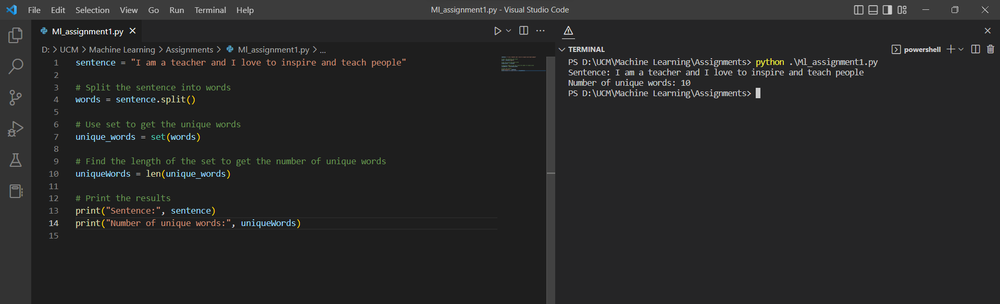 File Edit Selection View Go Run Terminal Help
Ml_assignment1.py - Visual Studio Code
Ml_assignment1.py
D: > UCM > Machine Learning > Assignments > Ml_assignment1.py > ...
1 sentence = "I am a teacher and I love to inspire and teach people"
2
3 # Split the sentence into words
4 words = sentence.split()
5
6 # Use set to get the unique words
7 unique_words = set(words)
8
9 # Find the length of the set to get the number of unique words
10 uniqueWords = len(unique_words)
11
12 # Print the results
13 print("Sentence:", sentence)
14 print("Number of unique words:", uniqueWords)
15
TERMINAL
powershell
PS D:\UCM\Machine Learning\Assignments> python .\Ml_assignment1.py
Sentence: I am a teacher and I love to inspire and teach people
Number of unique words: 10
PS D:\UCM\Machine Learning\Assignments>